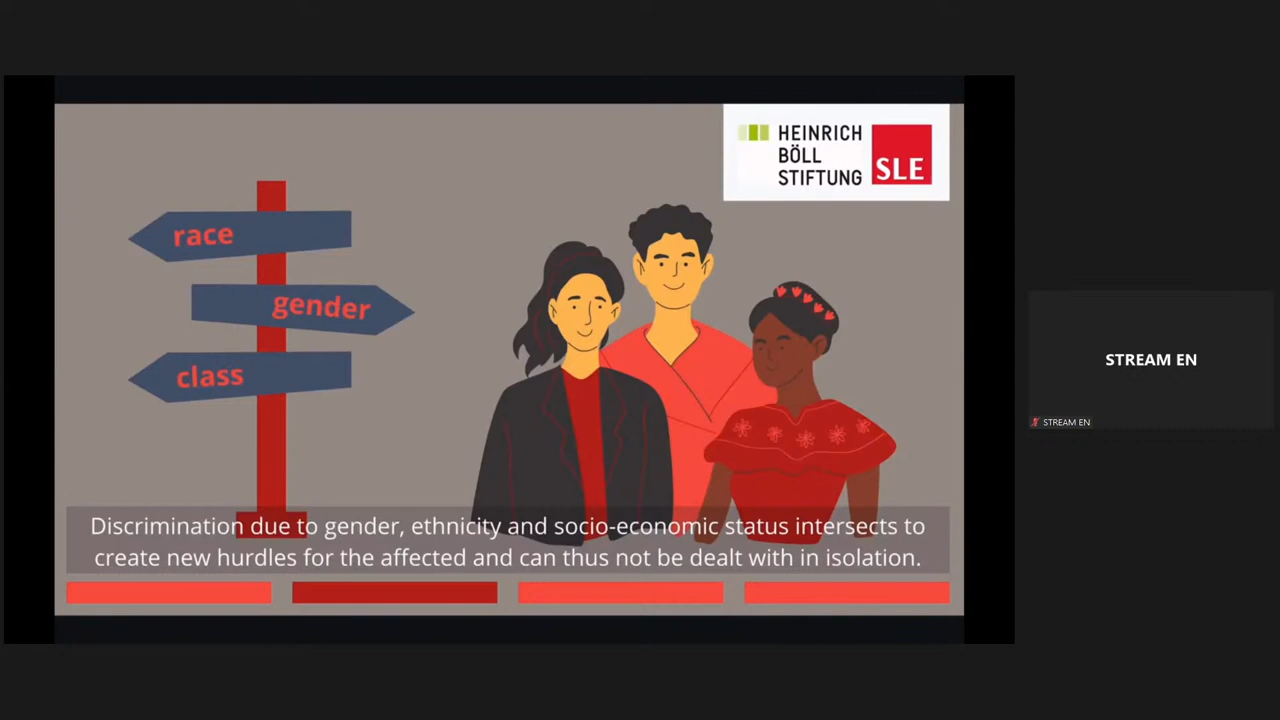 HEINRICH
BÖLL
STIFTUNG
SLE
race
gender
class
Discrimination due to gender, ethnicity and socio-economic status intersects to
create new hurdles for the affected and can thus not be dealt with in isolation.
STREAM EN
STREAM EN